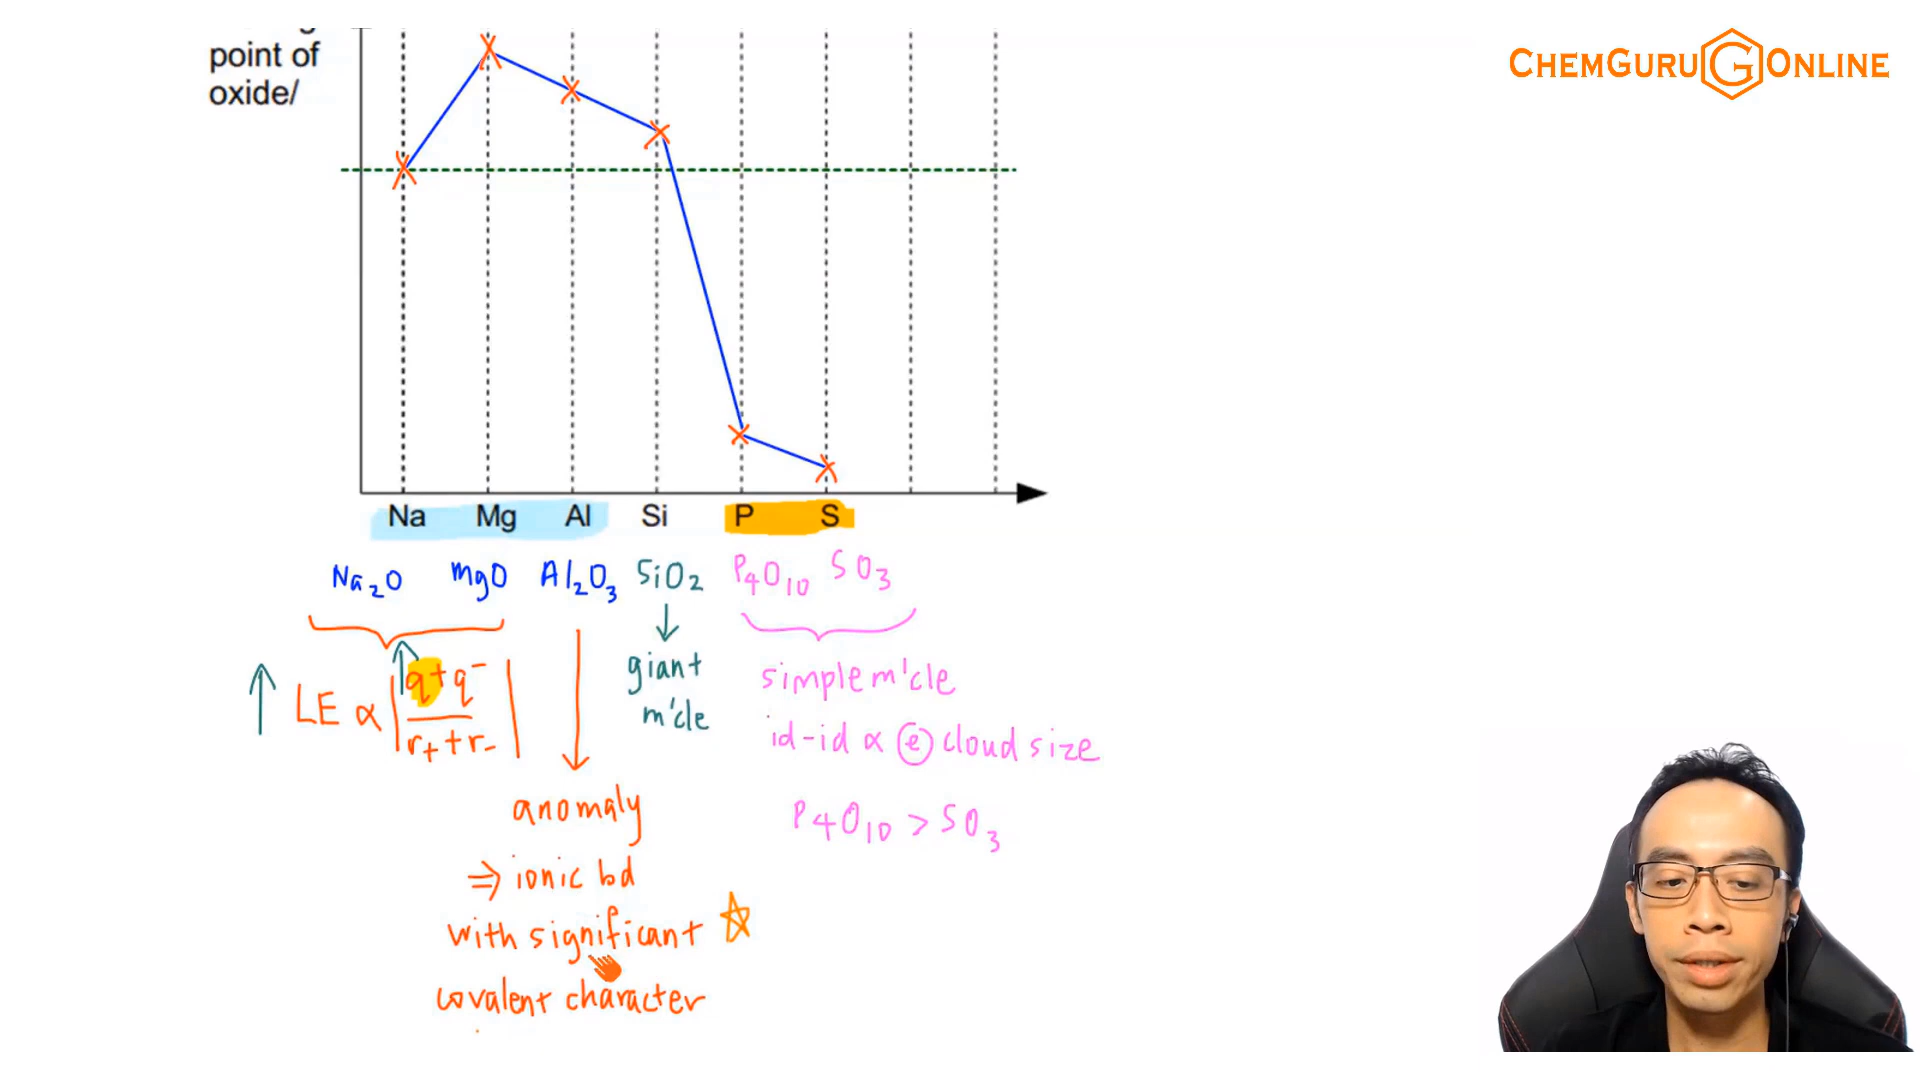 CHEMGURU G ONLINE
point of
oxide/
Na Mg Al Si P S
Na₂O MgO Al₂O₃ SiO₂ P₄O₁₀ SO₃
↑ LE ∝ | q⁺ q⁻ / r₊ + r₋ |
giant
m'cle
simple m'cle
id-id ∝ ⓔ cloud size
P₄O₁₀ > SO₃
anomaly
⇒ ionic bd
with significant ☆
covalent character